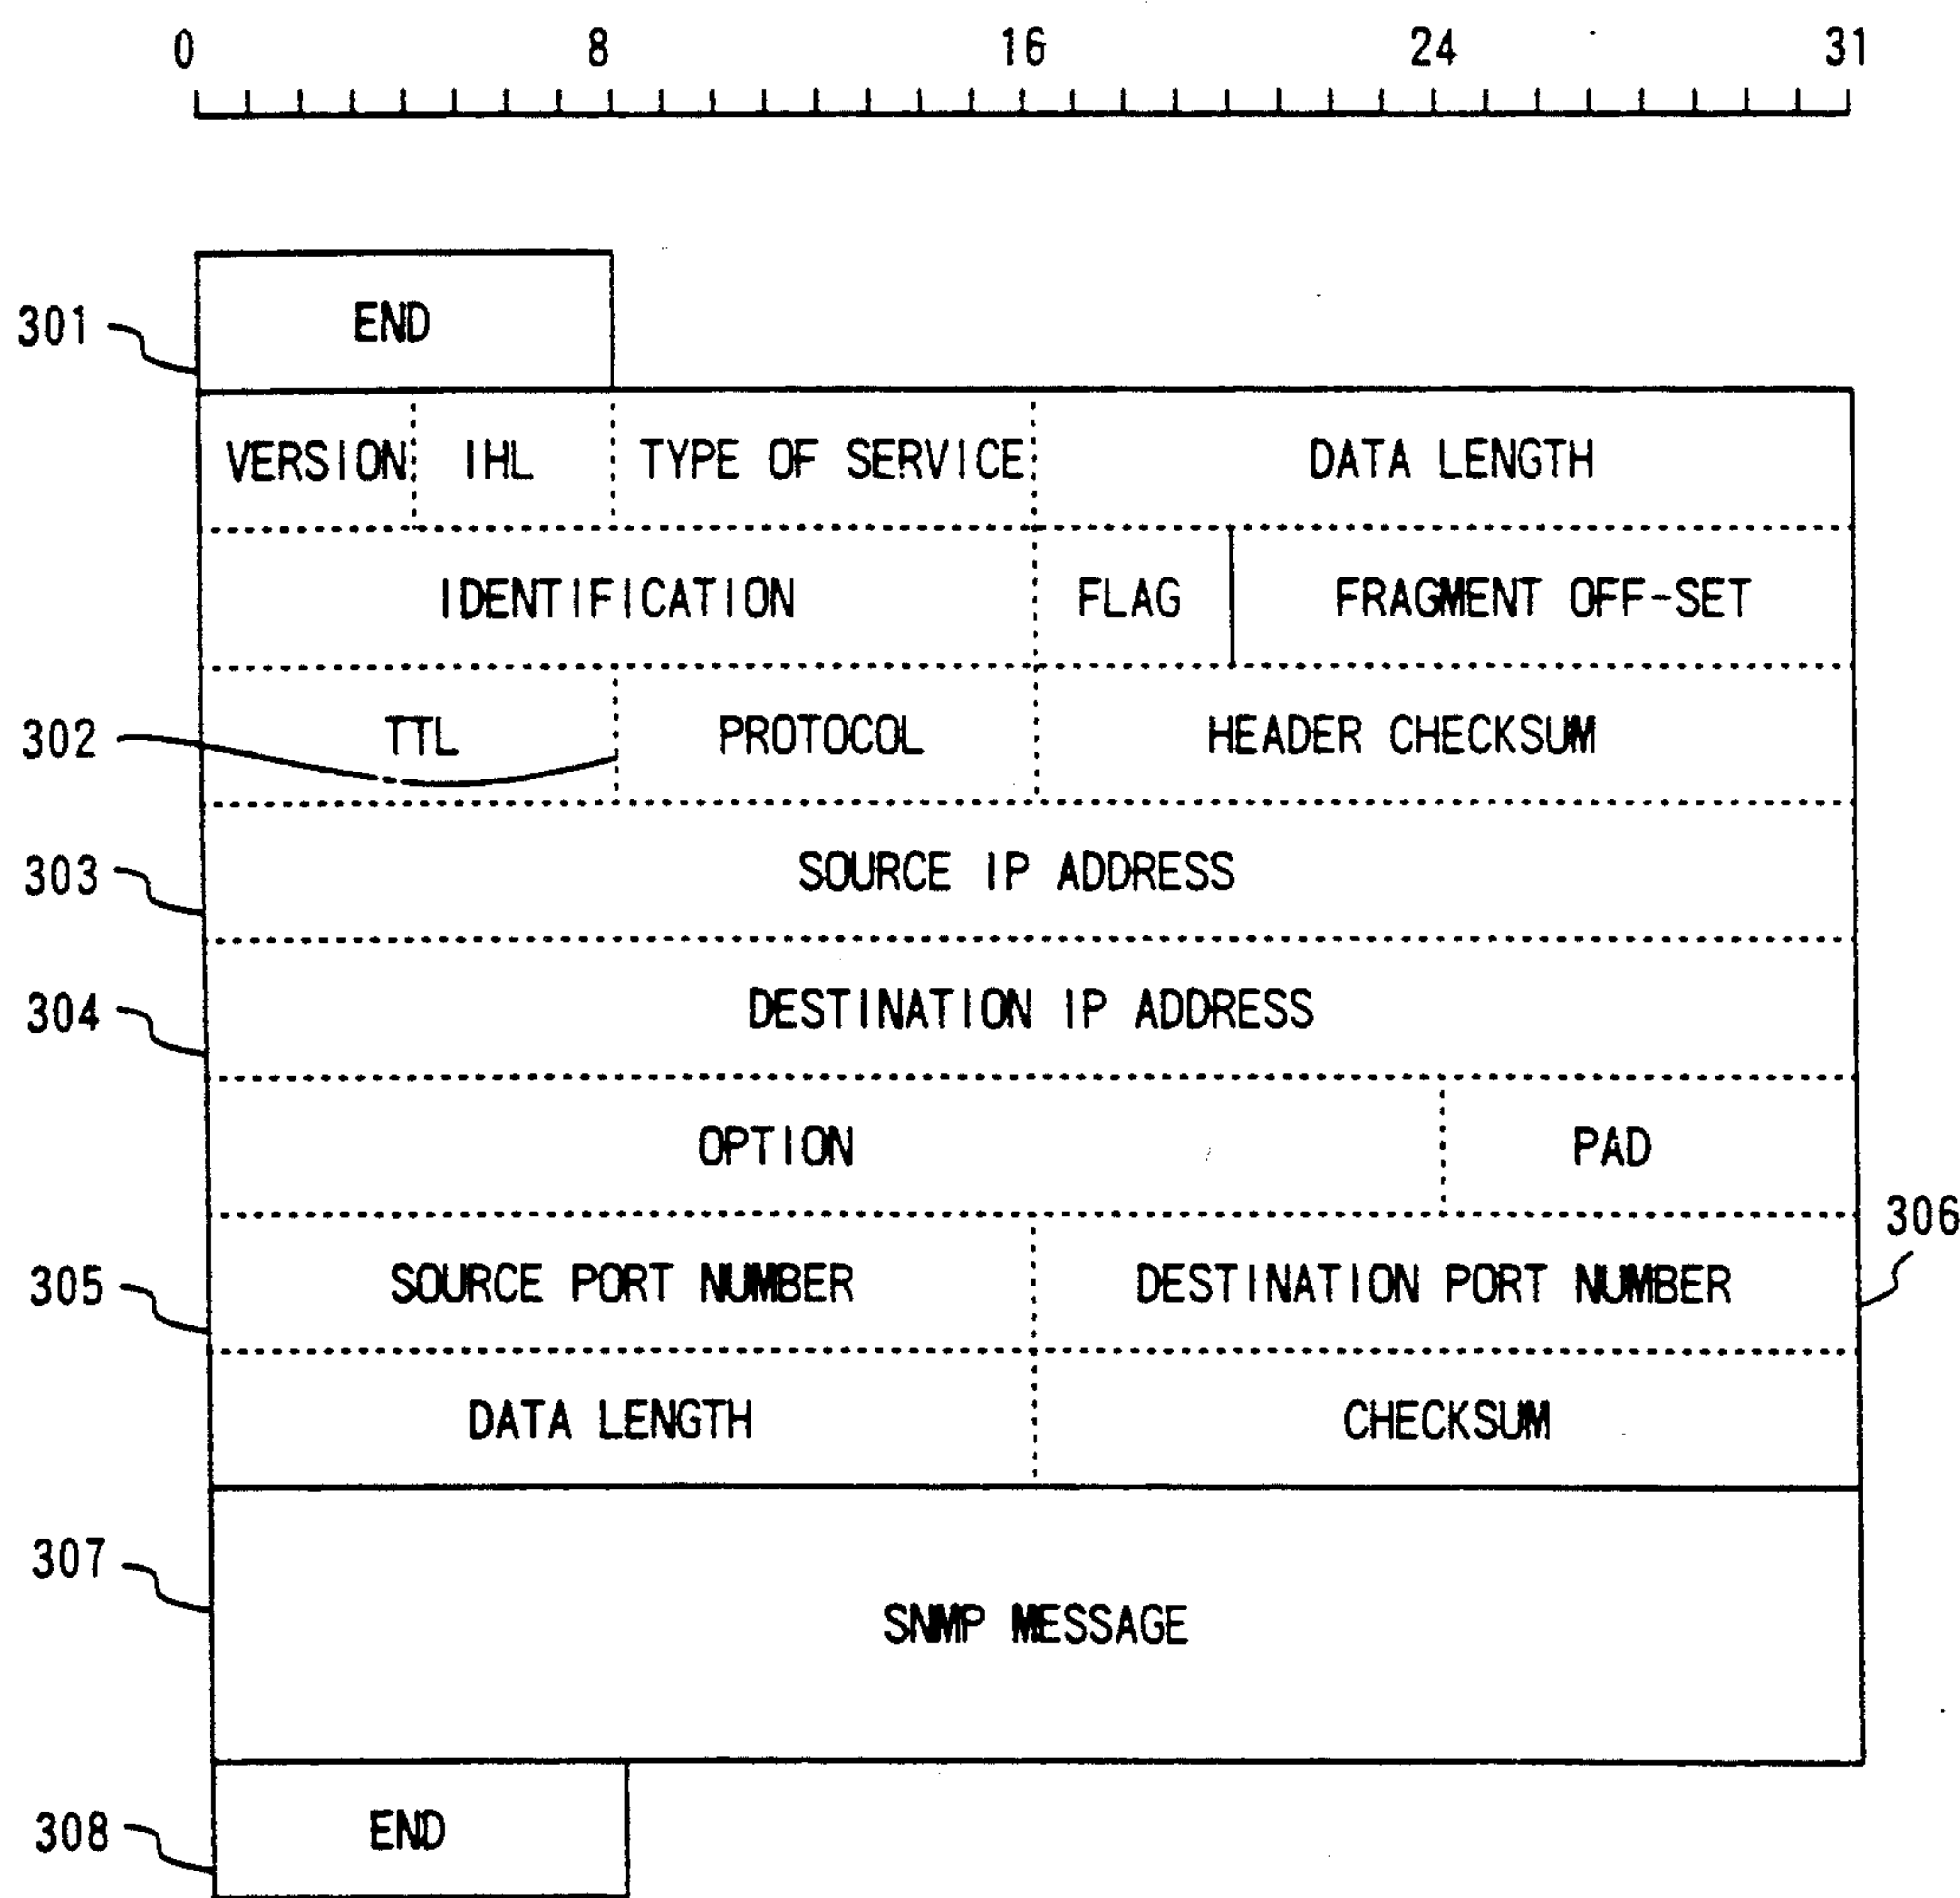 0 8 16 24 31
301 END
VERSION IHL TYPE OF SERVICE DATA LENGTH
IDENTIFICATION FLAG FRAGMENT OFF-SET
302 TTL PROTOCOL HEADER CHECKSUM
303 SOURCE IP ADDRESS
304 DESTINATION IP ADDRESS
OPTION PAD
305 SOURCE PORT NUMBER DESTINATION PORT NUMBER 306
DATA LENGTH CHECKSUM
307 SNMP MESSAGE
308 END